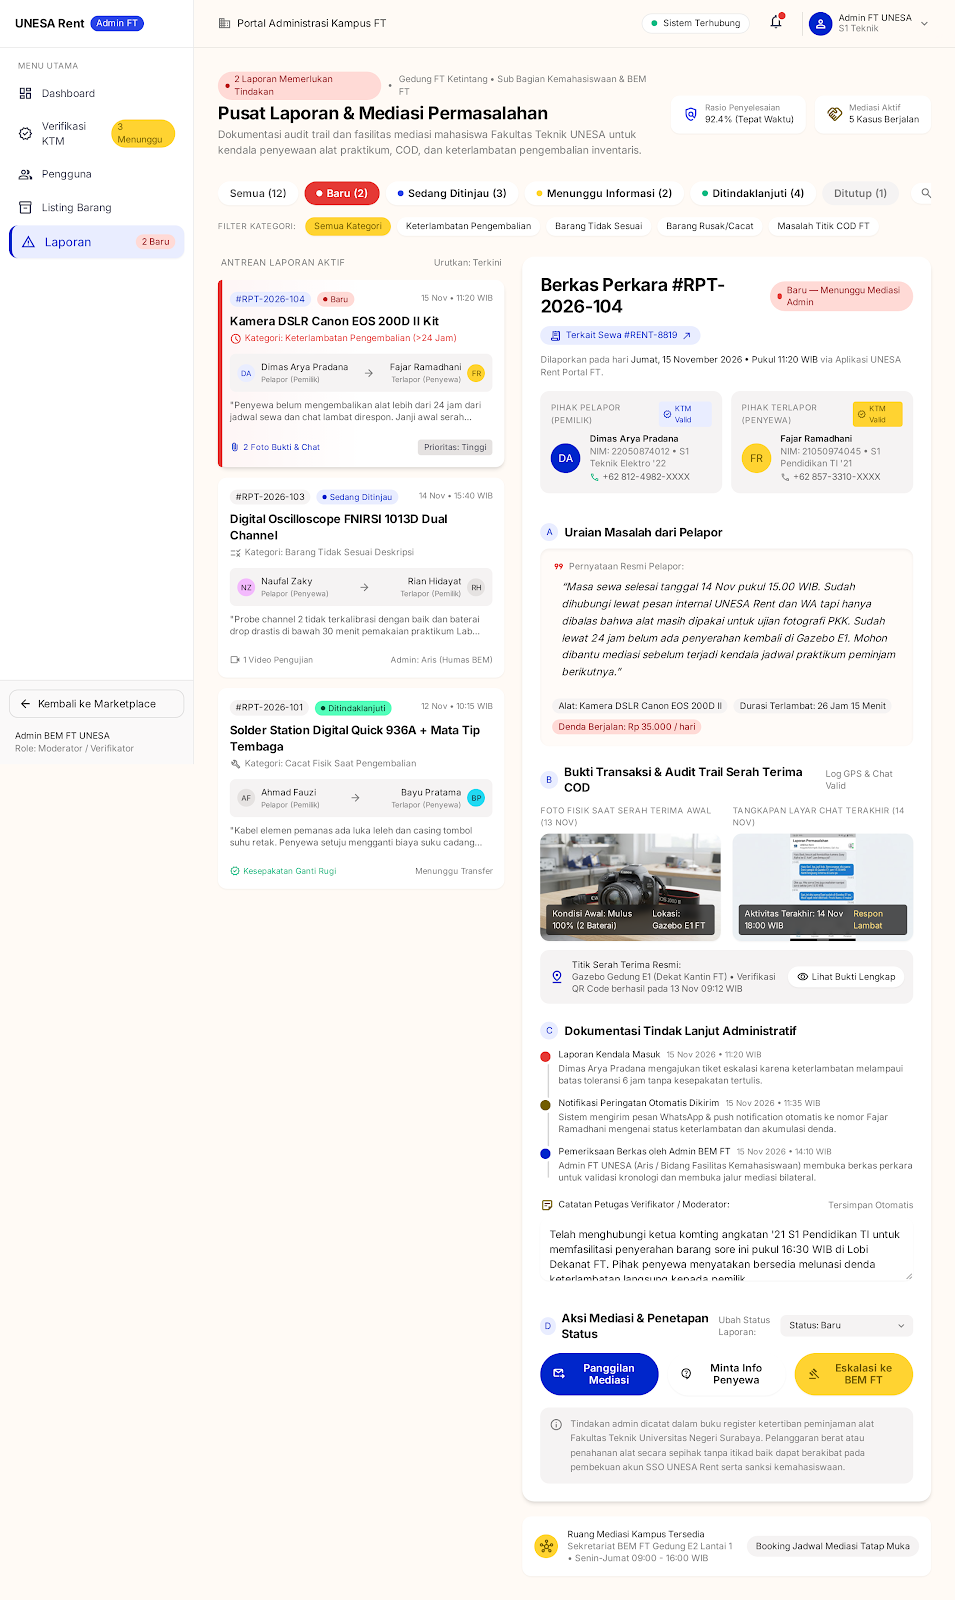 UNESA Rent Admin FT
Portal Administrasi Kampus FT
Sistem Terhubung
Admin FT UNESA
S1 Teknik
MENU UTAMA
Dashboard
Verifikasi
KTM
3
Menunggu
Pengguna
Listing Barang
Laporan
2 Baru
Kembali ke Marketplace
Admin BEM FT UNESA
Role: Moderator / Verifikator
2 Laporan Memerlukan
Tindakan
• Gedung FT Ketintang • Sub Bagian Kemahasiswaan & BEM
FT
Pusat Laporan & Mediasi Permasalahan
Dokumentasi audit trail dan fasilitas mediasi mahasiswa Fakultas Teknik UNESA untuk
kendala penyewaan alat praktikum, COD, dan keterlambatan pengembalian inventaris.
Rasio Penyelesaian
92.4% (Tepat Waktu)
Mediasi Aktif
5 Kasus Berjalan
Semua (12)
Baru (2)
Sedang Ditinjau (3)
Menunggu Informasi (2)
Ditindaklanjuti (4)
Ditutup (1)
FILTER KATEGORI:
Semua Kategori
Keterlambatan Pengembalian
Barang Tidak Sesuai
Barang Rusak/Cacat
Masalah Titik COD FT
ANTREAN LAPORAN AKTIF
Urutkan: Terkini
#RPT-2026-104
Baru
15 Nov • 11:20 WIB
Kamera DSLR Canon EOS 200D II Kit
Kategori: Keterlambatan Pengembalian (>24 Jam)
DA
Dimas Arya Pradana
Pelapor (Pemilik)
Fajar Ramadhani
Terlapor (Penyewa)
FR
"Penyewa belum mengembalikan alat lebih dari 24 jam dari
jadwal sewa dan chat lambat direspon. Janji awal serah...
2 Foto Bukti & Chat
Prioritas: Tinggi
#RPT-2026-103
Sedang Ditinjau
14 Nov • 15:40 WIB
Digital Oscilloscope FNIRSI 1013D Dual
Channel
Kategori: Barang Tidak Sesuai Deskripsi
NZ
Naufal Zaky
Pelapor (Penyewa)
Rian Hidayat
Terlapor (Pemilik)
RH
"Probe channel 2 tidak terkalibrasi dengan baik dan baterai
drop drastis di bawah 30 menit pemakaian praktikum Lab...
1 Video Pengujian
Admin: Aris (Humas BEM)
#RPT-2026-101
Ditindaklanjuti
12 Nov • 10:15 WIB
Solder Station Digital Quick 936A + Mata Tip
Tembaga
Kategori: Cacat Fisik Saat Pengembalian
AF
Ahmad Fauzi
Pelapor (Pemilik)
Bayu Pratama
Terlapor (Penyewa)
BP
"Kabel elemen pemanas ada luka leleh dan casing tombol
suhu retak. Penyewa setuju mengganti biaya suku cadang...
Kesepakatan Ganti Rugi
Menunggu Transfer
Berkas Perkara #RPT-
2026-104
Baru — Menunggu Mediasi
Admin
Terkait Sewa #RENT-8819
Dilaporkan pada hari Jumat, 15 November 2026 • Pukul 11:20 WIB via Aplikasi UNESA
Rent Portal FT.
PIHAK PELAPOR
(PEMILIK)
KTM
Valid
DA
Dimas Arya Pradana
NIM: 22050874012 • S1
Teknik Elektro '22
+62 812-4982-XXXX
PIHAK TERLAPOR
(PENYEWA)
KTM
Valid
FR
Fajar Ramadhani
NIM: 21050974045 • S1
Pendidikan TI '21
+62 857-3310-XXXX
A Uraian Masalah dari Pelapor
Pernyataan Resmi Pelapor:
"Masa sewa selesai tanggal 14 Nov pukul 15.00 WIB. Sudah
dihubungi lewat pesan internal UNESA Rent dan WA tapi hanya
dibalas bahwa alat masih dipakai untuk ujian fotografi PKK. Sudah
lewat 24 jam belum ada penyerahan kembali di Gazebo E1. Mohon
dibantu mediasi sebelum terjadi kendala jadwal praktikum peminjam
berikutnya."
Alat: Kamera DSLR Canon EOS 200D II
Durasi Terlambat: 26 Jam 15 Menit
Denda Berjalan: Rp 35.000 / hari
B Bukti Transaksi & Audit Trail Serah Terima
COD
Log GPS & Chat
Valid
FOTO FISIK SAAT SERAH TERIMA AWAL
(13 NOV)
TANGKAPAN LAYAR CHAT TERAKHIR (14
NOV)
Kondisi Awal: Mulus
100% (2 Baterai)
Lokasi:
Gazebo E1 FT
Aktivitas Terakhir: 14 Nov
18:00 WIB
Respon
Lambat
Titik Serah Terima Resmi:
Gazebo Gedung E1 (Dekat Kantin FT) • Verifikasi
QR Code berhasil pada 13 Nov 09:12 WIB
Lihat Bukti Lengkap
C Dokumentasi Tindak Lanjut Administratif
Laporan Kendala Masuk 15 Nov 2026 • 11:20 WIB
Dimas Arya Pradana mengajukan tiket eskalasi karena keterlambatan melampaui
batas toleransi 6 jam tanpa kesepakatan tertulis.
Notifikasi Peringatan Otomatis Dikirim 15 Nov 2026 • 11:35 WIB
Sistem mengirim pesan WhatsApp & push notification otomatis ke nomor Fajar
Ramadhani mengenai status keterlambatan dan akumulasi denda.
Pemeriksaan Berkas oleh Admin BEM FT 15 Nov 2026 • 14:10 WIB
Admin FT UNESA (Aris / Bidang Fasilitas Kemahasiswaan) membuka berkas perkara
untuk validasi kronologi dan membuka jalur mediasi bilateral.
Catatan Petugas Verifikator / Moderator:
Tersimpan Otomatis
Telah menghubungi ketua komting angkatan '21 S1 Pendidikan TI untuk
memfasilitasi penyerahan barang sore ini pukul 16:30 WIB di Lobi
Dekanat FT. Pihak penyewa menyatakan bersedia melunasi denda
keterlambatan langsung kepada pemilik
D Aksi Mediasi & Penetapan
Status
Ubah Status
Laporan:
Status: Baru
Panggilan
Mediasi
Minta Info
Penyewa
Eskalasi ke
BEM FT
Tindakan admin dicatat dalam buku register ketertiban peminjaman alat
Fakultas Teknik Universitas Negeri Surabaya. Pelanggaran berat atau
penahanan alat secara sepihak tanpa itikad baik dapat berakibat pada
pembekuan akun SSO UNESA Rent serta sanksi kemahasiswaan.
Ruang Mediasi Kampus Tersedia
Sekretariat BEM FT Gedung E2 Lantai 1
• Senin-Jumat 09:00 - 16:00 WIB
Booking Jadwal Mediasi Tatap Muka